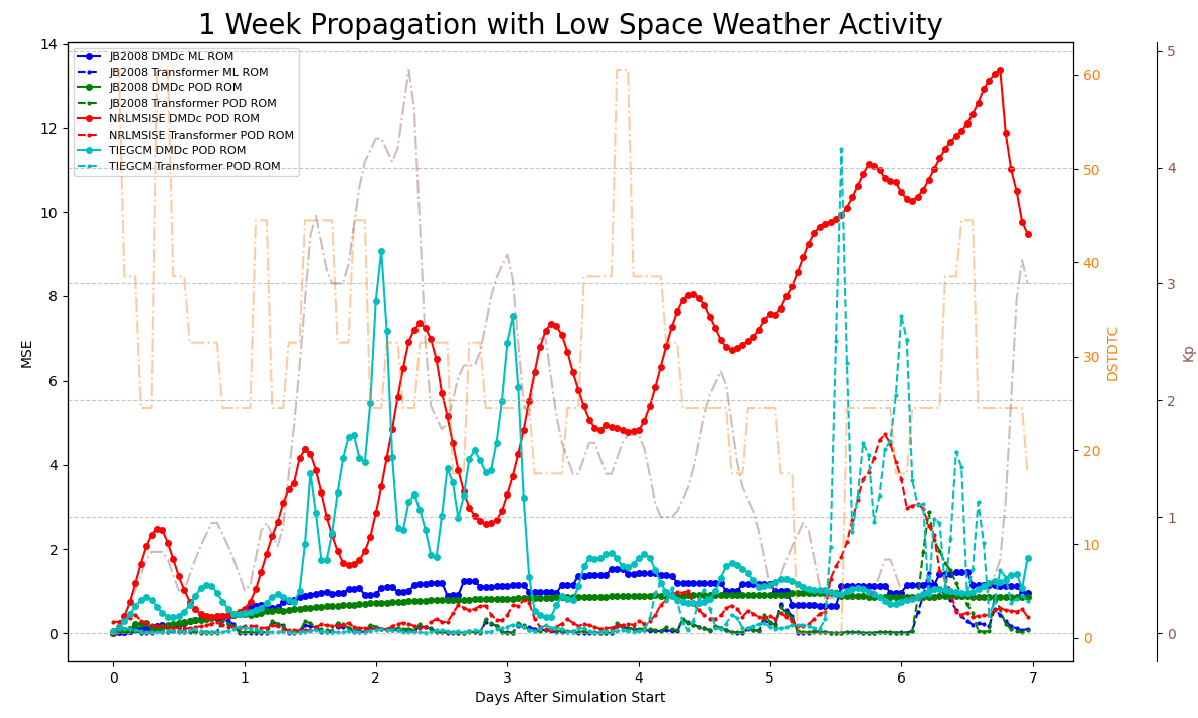 1 Week Propagation with Low Space Weather Activity
JB2008 DMDc ML ROM
JB2008 Transformer ML ROM
JB2008 DMDc POD ROM
JB2008 Transformer POD ROM
NRLMSISE DMDc POD ROM
NRLMSISE Transformer POD ROM
TIEGCM DMDc POD ROM
TIEGCM Transformer POD ROM
MSE
14
12
10
8
6
4
2
0
0 1 2 3 4 5 6 7
Days After Simulation Start
60
50
40
30
20
10
0
DSTDTC
5
4
3
2
1
0
Kp